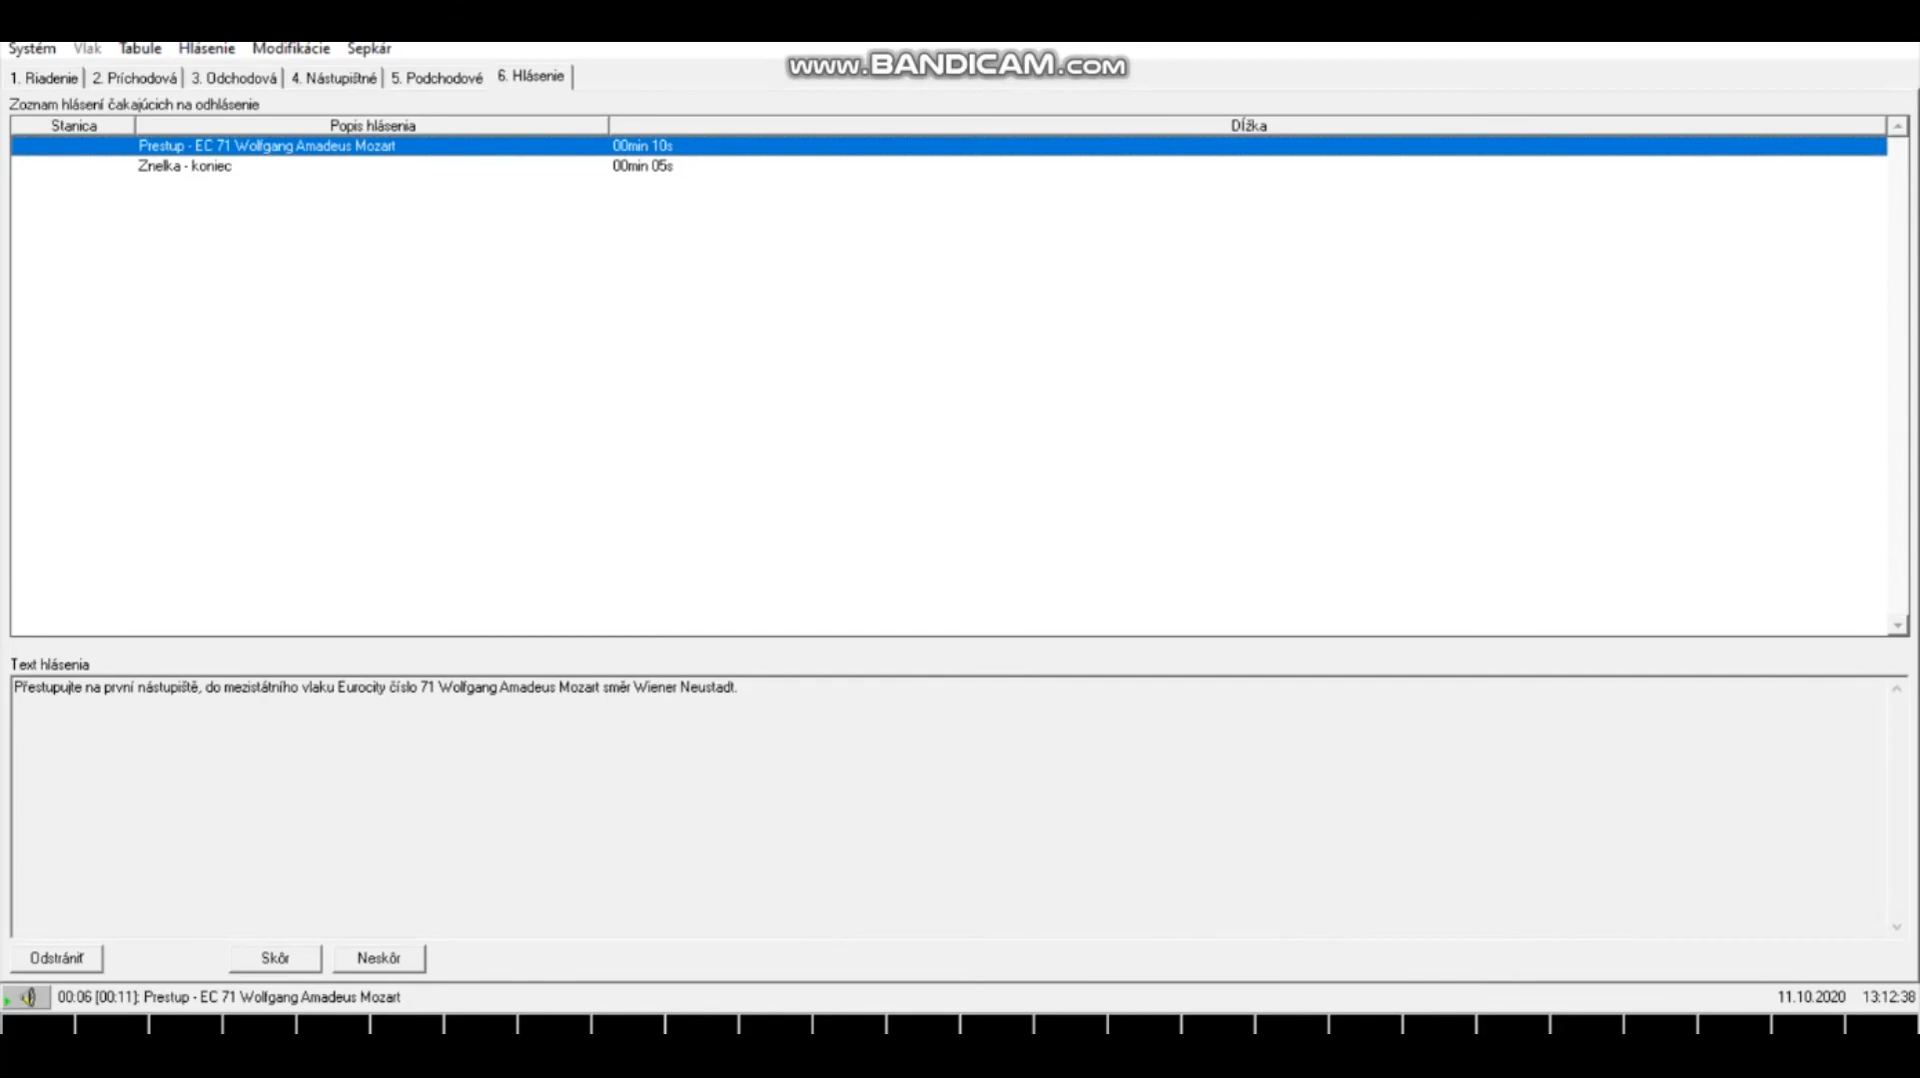 www.BANDICAM.com
Systém Vlak Tabule Hlásenie Modifikácie Šepkár
1. Riadenie 2. Príchodová 3. Odchodová 4. Nástupištné 5. Podchodové 6. Hlásenie
Zoznam hlásení čakajúcich na odhlásenie
Stanica Popis hlásenia Dĺžka
Prestup - EC 71 Wolfgang Amadeus Mozart 00min 10s
Znelka - koniec 00min 05s
Text hlásenia
Přestupujte na první nástupiště, do mezistátního vlaku Eurocity číslo 71 Wolfgang Amadeus Mozart směr Wiener Neustadt.
Odstrániť Skôr Neskôr
00:06 [00:11]: Prestup - EC 71 Wolfgang Amadeus Mozart 11.10.2020 13:12:38